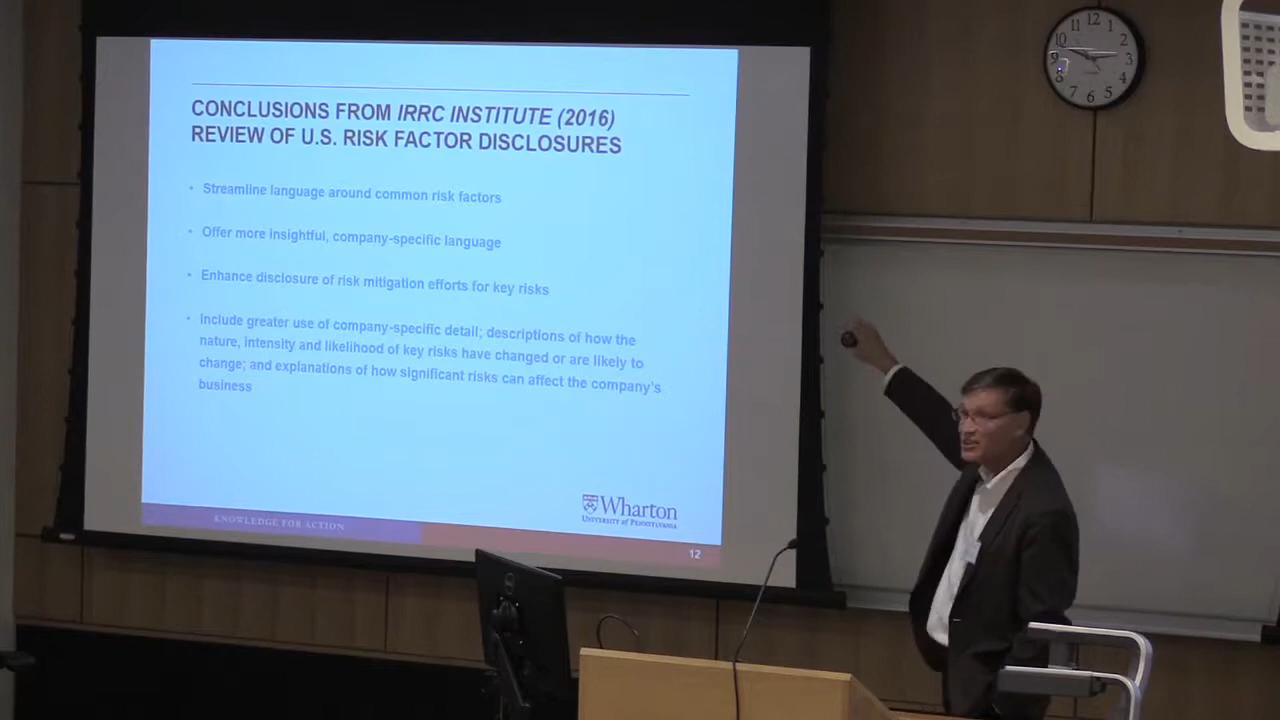 CONCLUSIONS FROM IRRC INSTITUTE (2016)
REVIEW OF U.S. RISK FACTOR DISCLOSURES
• Streamline language around common risk factors
• Offer more insightful, company-specific language
• Enhance disclosure of risk mitigation efforts for key risks
• Include greater use of company-specific detail; descriptions of how the
nature, intensity and likelihood of key risks have changed or are likely to
change; and explanations of how significant risks can affect the company's
business
Wharton
UNIVERSITY of PENNSYLVANIA
KNOWLEDGE FOR ACTION
12
12 1 2 3 4 5 6 7 8 9 10 11
DELL